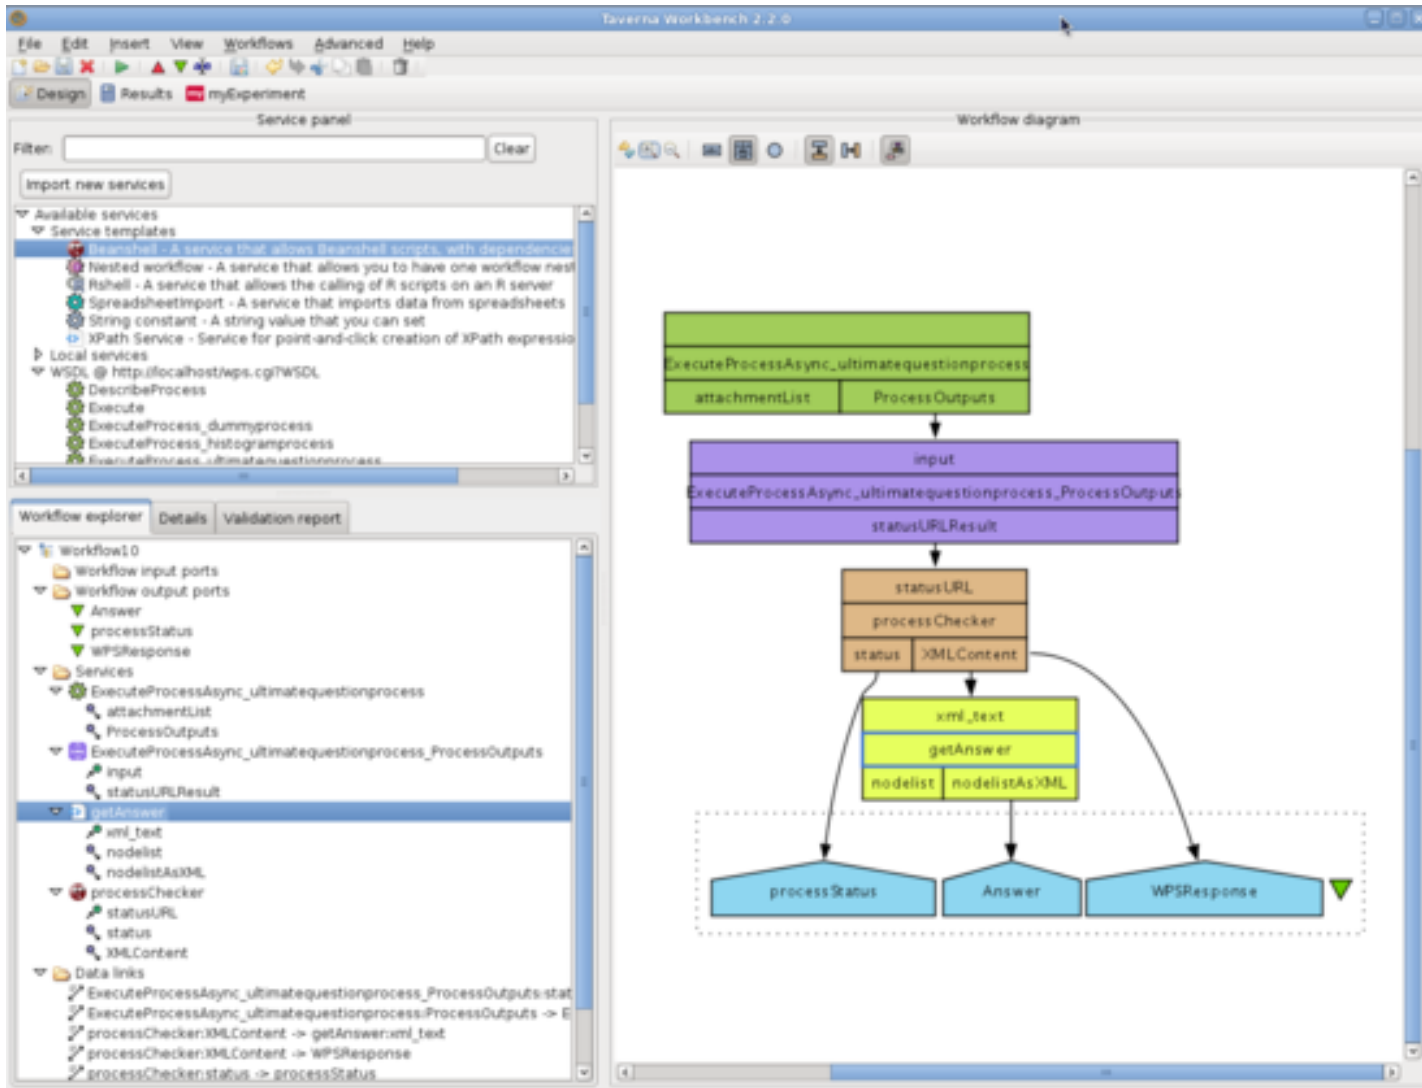 Taverna Workbench 2.2.0
File Edit Insert View Workflows Advanced Help
Design Results my myExperiment
Service panel
Filter: Clear
Import new services
Available services
Service templates
Beanshell - A service that allows Beanshell scripts, with dependencie
Nested workflow - A service that allows you to have one workflow nest
Rshell - A service that allows the calling of R scripts on an R server
SpreadsheetImport - A service that imports data from spreadsheets
String constant - A string value that you can set
XPath Service - Service for point-and-click creation of XPath expressio
Local services
WSDL @ http://localhost/wps.cgi?WSDL
DescribeProcess
Execute
ExecuteProcess_dummyprocess
ExecuteProcess_histogramprocess
ExecuteProcess_ultimatequestionprocess
Workflow explorer Details Validation report
Workflow10
Workflow input ports
Workflow output ports
Answer
processStatus
WPSResponse
Services
ExecuteProcessAsync_ultimatequestionprocess
attachmentList
ProcessOutputs
ExecuteProcessAsync_ultimatequestionprocess_ProcessOutputs
input
statusURLResult
getAnswer
xml_text
nodelist
nodelistAsXML
processChecker
statusURL
status
XMLContent
Data links
ExecuteProcessAsync_ultimatequestionprocess_ProcessOutputs:stat
ExecuteProcessAsync_ultimatequestionprocess:ProcessOutputs -> E
processChecker:XMLContent -> getAnswer:xml_text
processChecker:XMLContent -> WPSResponse
processChecker:status -> processStatus
Workflow diagram
ExecuteProcessAsync_ultimatequestionprocess
attachmentList ProcessOutputs
input
ExecuteProcessAsync_ultimatequestionprocess_ProcessOutputs
statusURLResult
statusURL
processChecker
status XMLContent
xml_text
getAnswer
nodelist nodelistAsXML
processStatus Answer WPSResponse